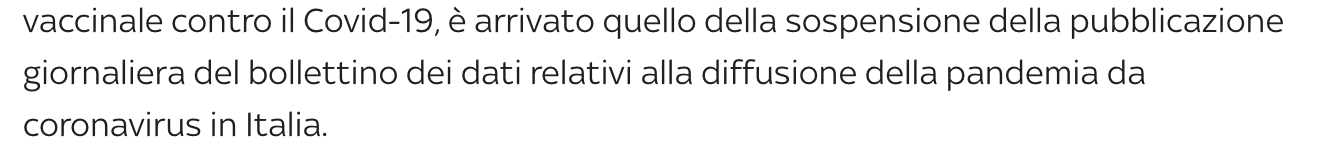 vaccinale contro il Covid-19, è arrivato quello della sospensione della pubblicazione
giornaliera del bollettino dei dati relativi alla diffusione della pandemia da
coronavirus in Italia.